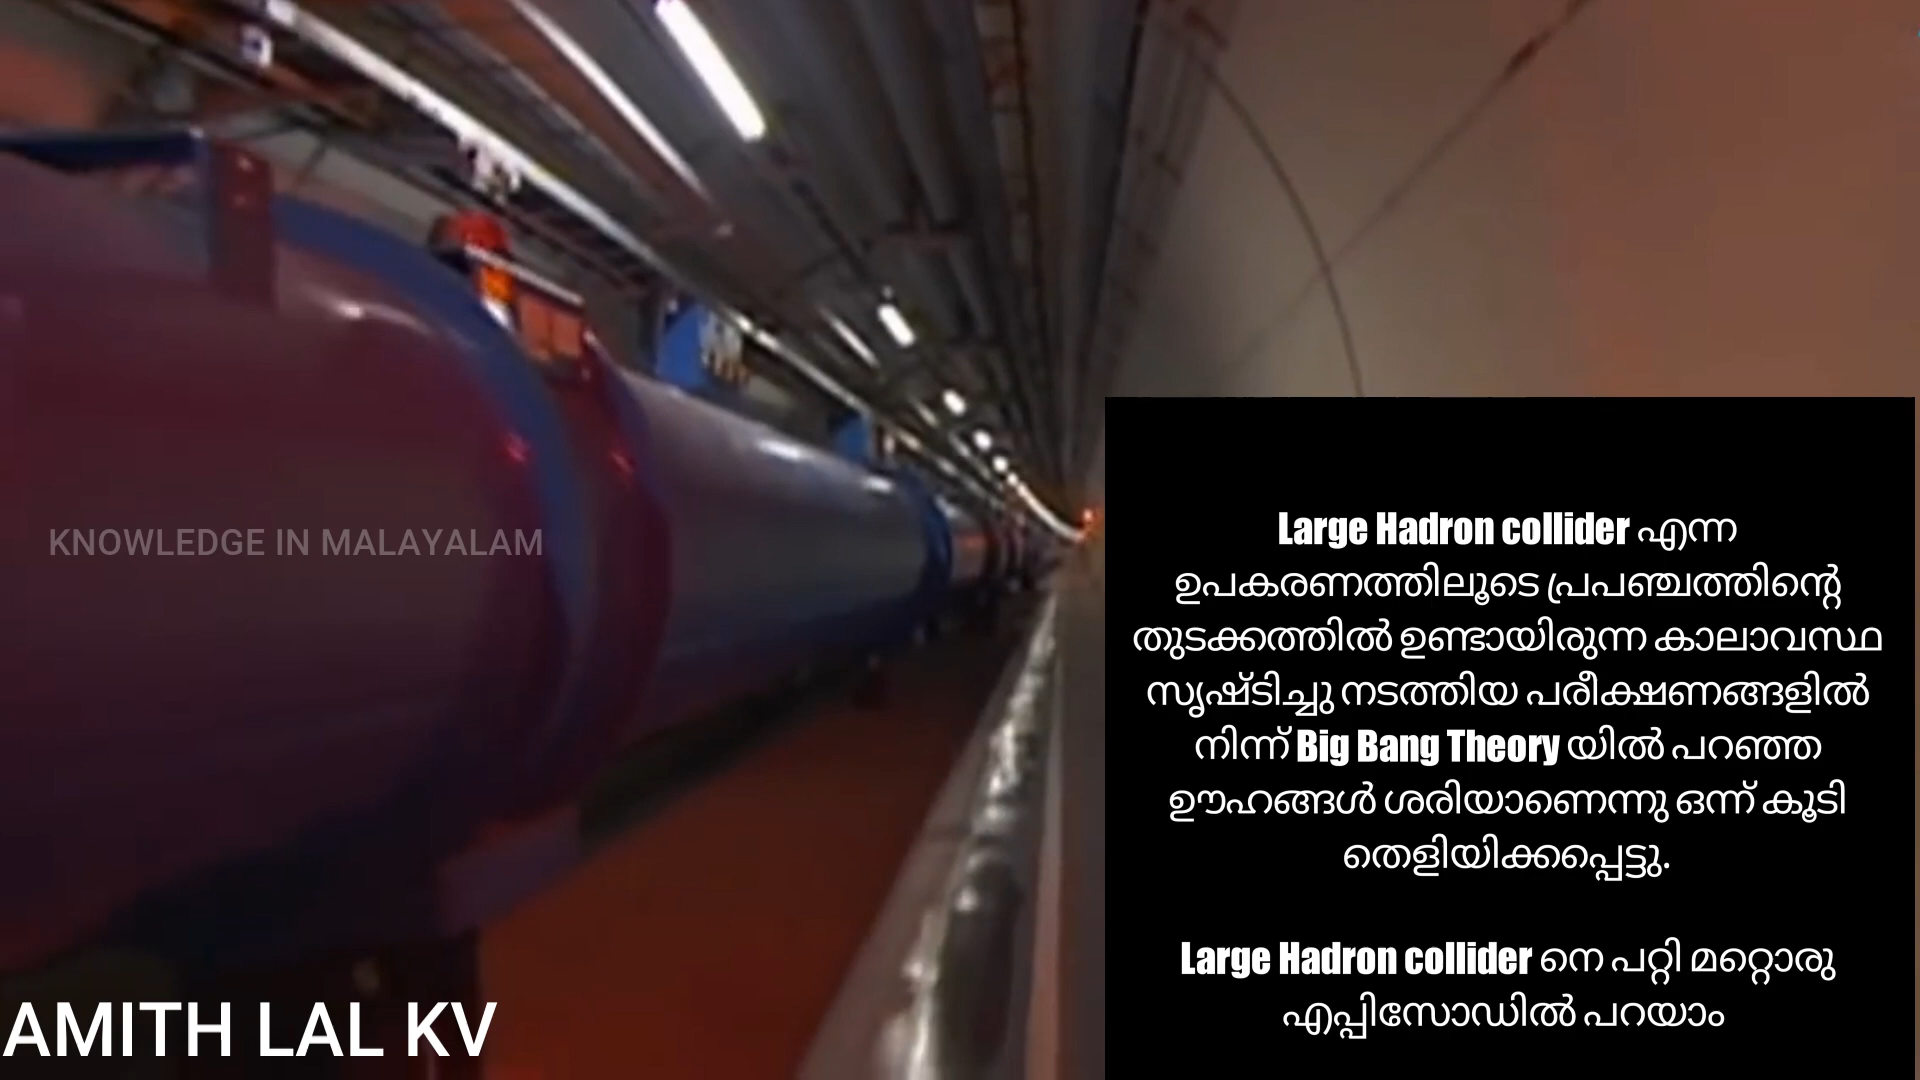 KNOWLEDGE IN MALAYALAM
Large Hadron collider എന്ന
ഉപകരണത്തിലൂടെ പ്രപഞ്ചത്തിന്റെ
തുടക്കത്തിൽ ഉണ്ടായിരുന്ന കാലാവസ്ഥ
സൃഷ്ടിച്ചു നടത്തിയ പരീക്ഷണങ്ങളിൽ
നിന്ന് Big Bang Theory യിൽ പറഞ്ഞ
ഊഹങ്ങൾ ശരിയാണെന്നു ഒന്ന് കൂടി
തെളിയിക്കപ്പെട്ടു.
Large Hadron collider നെ പറ്റി മറ്റൊരു
എപ്പിസോഡിൽ പറയാം
AMITH LAL KV